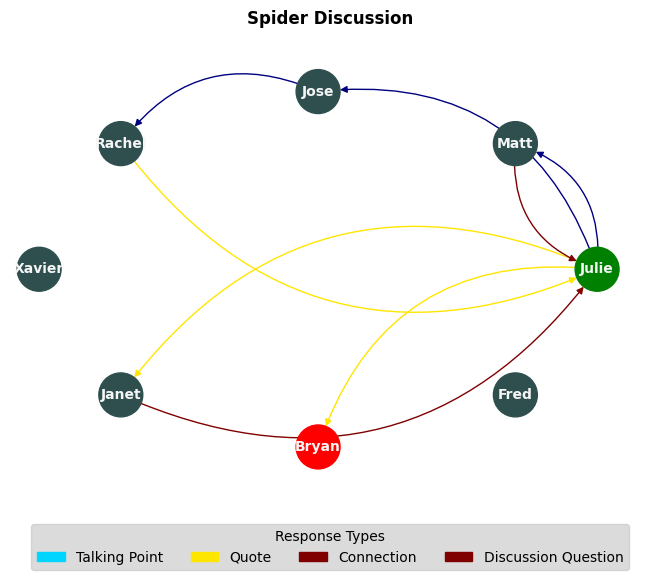 Spider Discussion
Jose
Rache
Matt
Xavier
Julie
Janet
Fred
Bryan
Response Types
Talking Point
Quote
Connection
Discussion Question